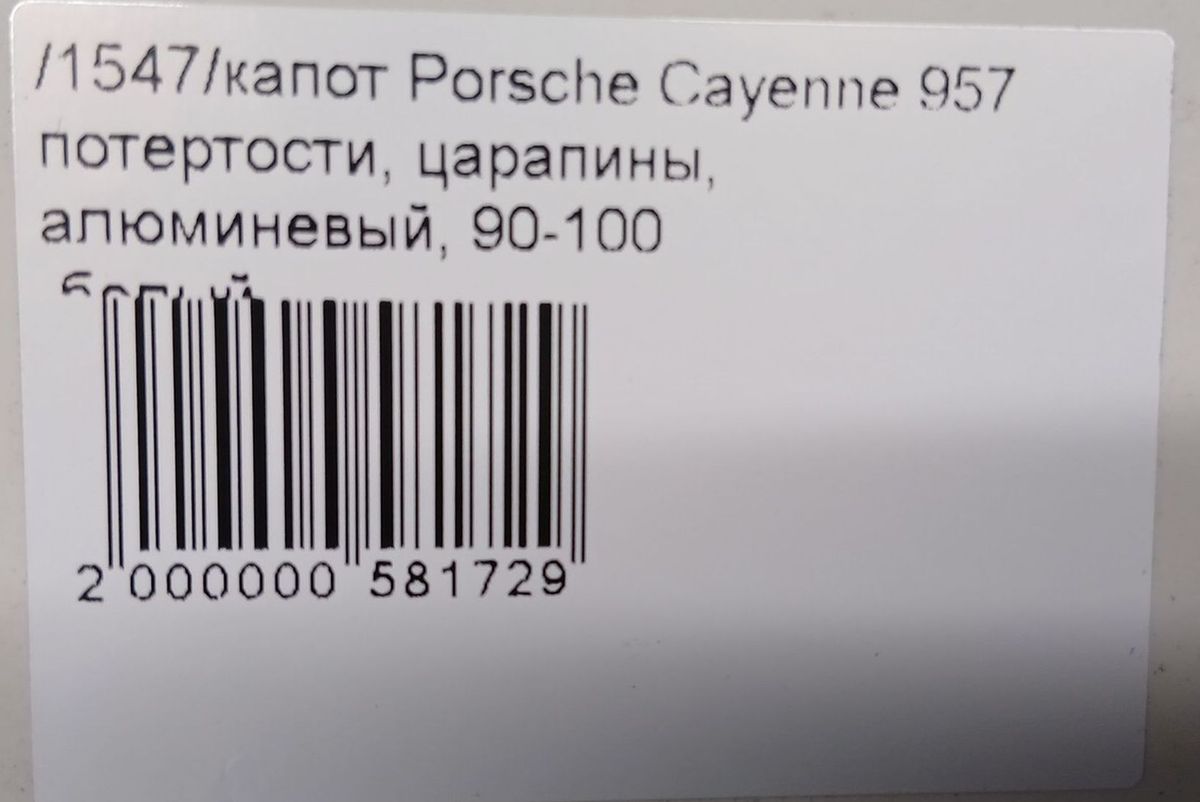 /1547/капот Porsche Cayenne 957
потертости, царапины,
алюминевый, 90-100
2 000000 581729